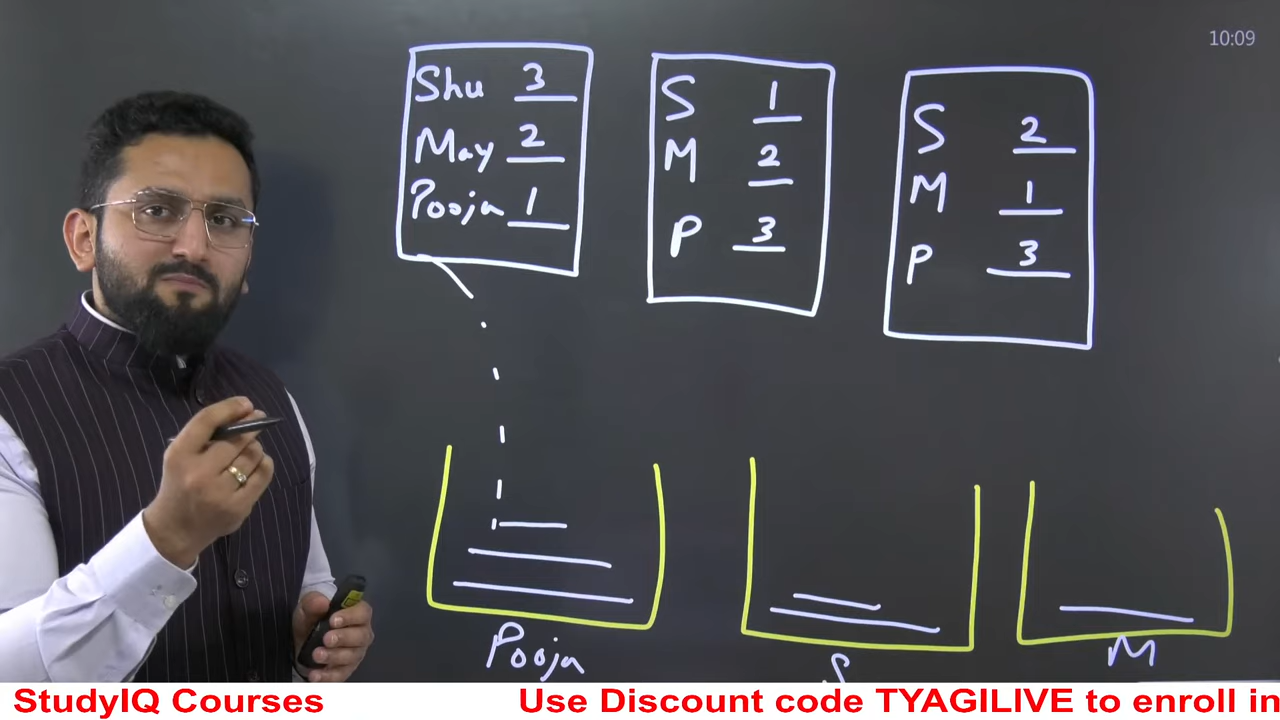 10:09
Shu 3
May 2
Pooja 1
S 1
M 2
P 3
S 2
M 1
P 3
Pooja
S
M
StudyIQ Courses
Use Discount code TYAGILIVE to enroll in